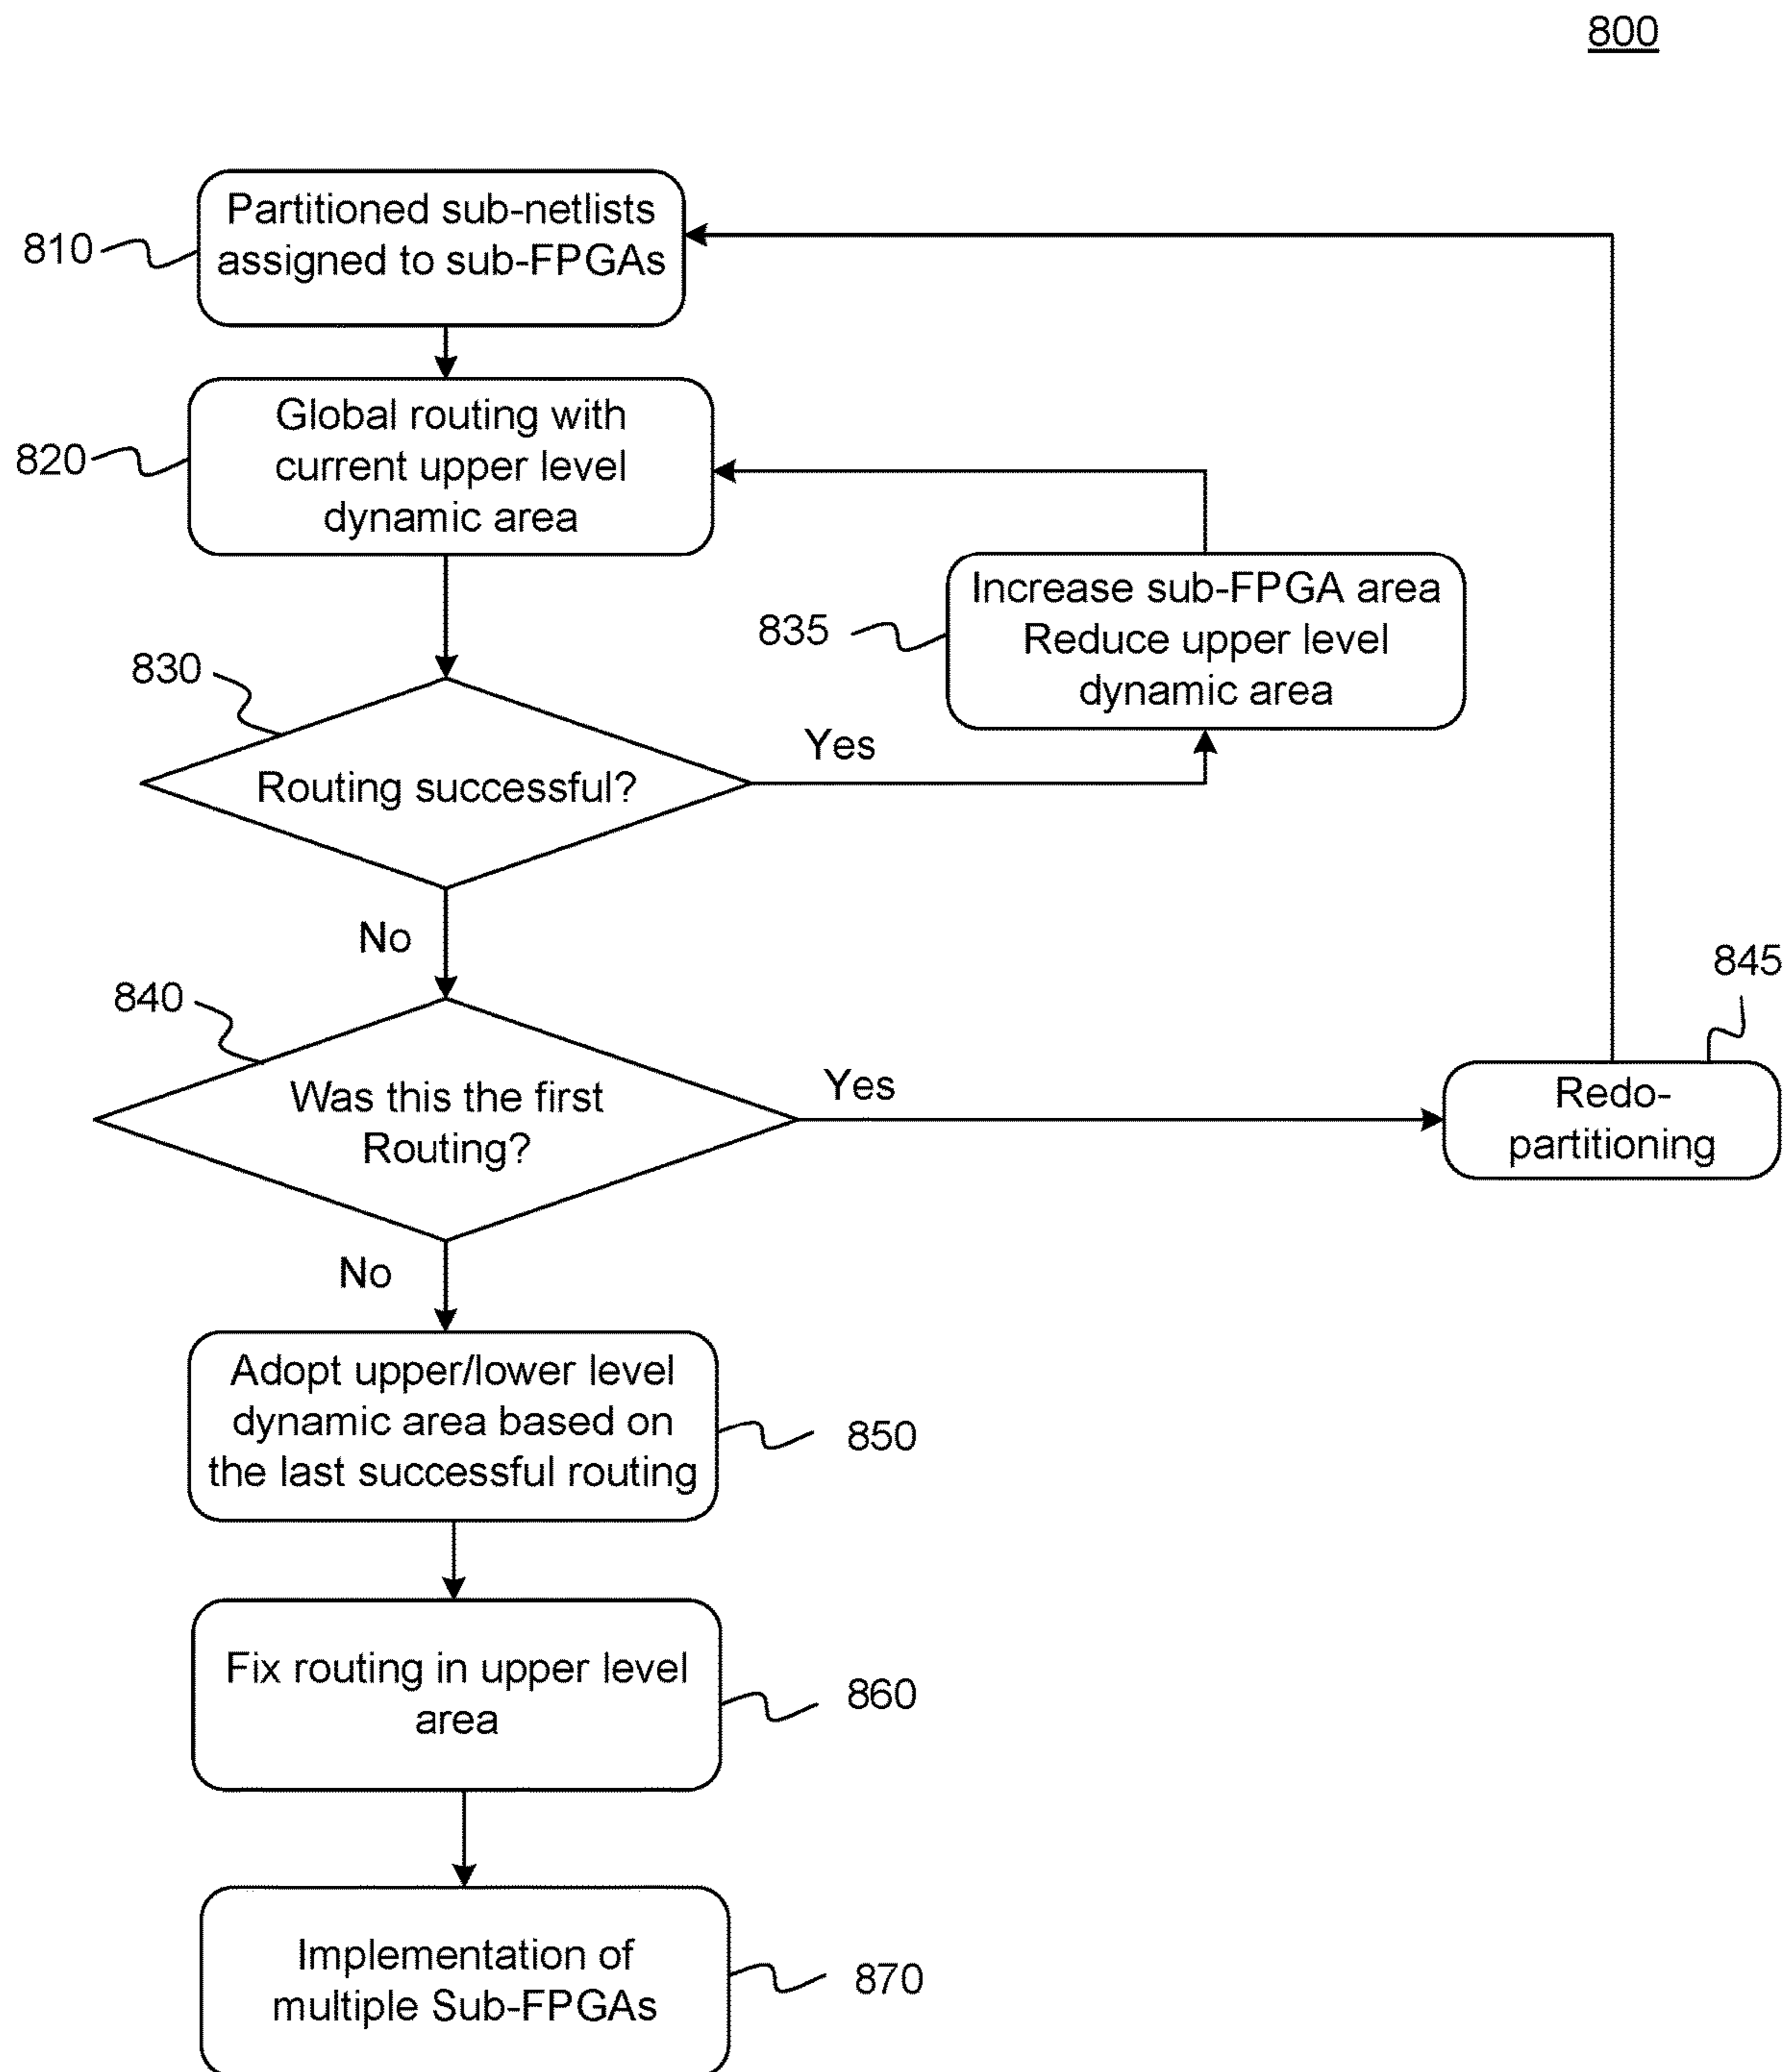 800
Partitioned sub-netlists
assigned to sub-FPGAs
810
Global routing with
current upper level
dynamic area
820
Increase sub-FPGA area
Reduce upper level
dynamic area
835
830
Yes
Routing successful?
No
845
840
Yes
Was this the first
Routing?
Redo-
partitioning
No
Adopt upper/lower level
dynamic area based on
the last successful routing
850
Fix routing in upper level
area
860
Implementation of
multiple Sub-FPGAs
870